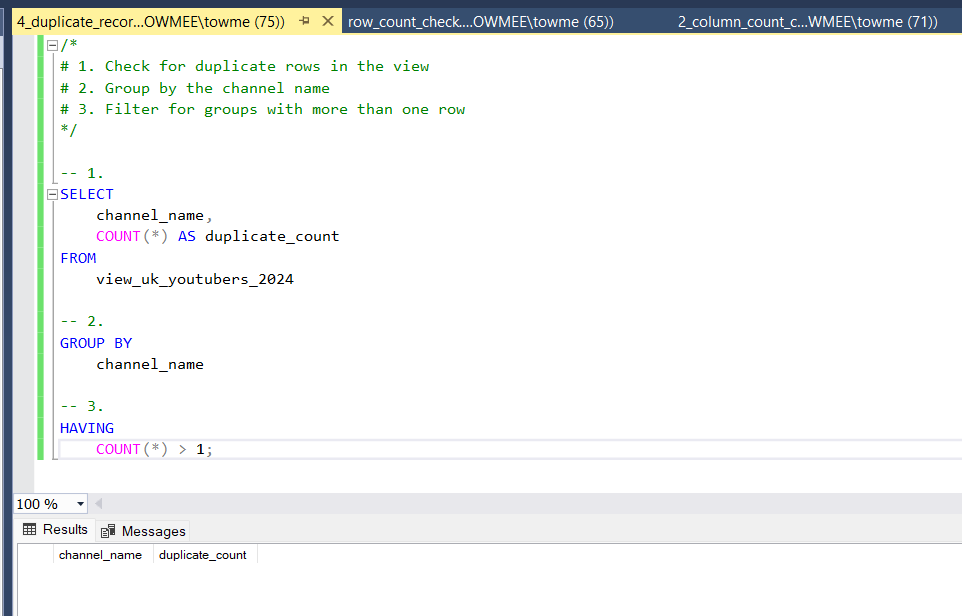 4_duplicate_recor...OWMEE\towme (75))
row_count_check....OWMEE\towme (65))
2_column_count_c...WMEE\towme (71))
/*
# 1. Check for duplicate rows in the view
# 2. Group by the channel name
# 3. Filter for groups with more than one row
*/
-- 1.
SELECT
channel_name,
COUNT(*) AS duplicate_count
FROM
view_uk_youtubers_2024
-- 2.
GROUP BY
channel_name
-- 3.
HAVING
COUNT(*) > 1;
100 %
Results
Messages
channel_name duplicate_count